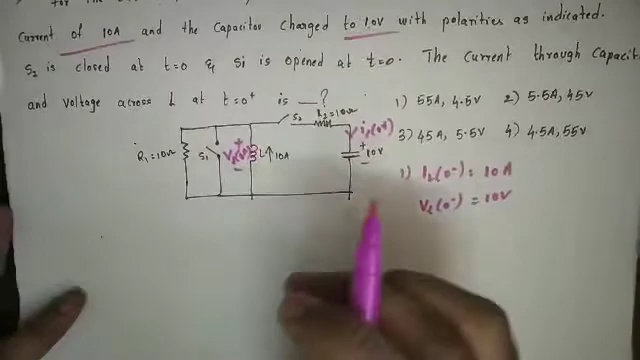 for
Current of 10A and the Capacitor charged to 10V with polarities as indicated.
S2 is closed at t=0 & S1 is opened at t=0. The Current through Capacit
and Voltage across L at t=0+ is ___?
1) 55A, 4.5V 2) 5.5A, 45V
3) 45A, 5.5V 4) 4.5A, 55V
S2 R2=10Ω
R1=10Ω S1 VL(0+) + - L 10A
ic(0+) + 10V -
1) IL(0-) = 10A
Vc(0-) = 10V